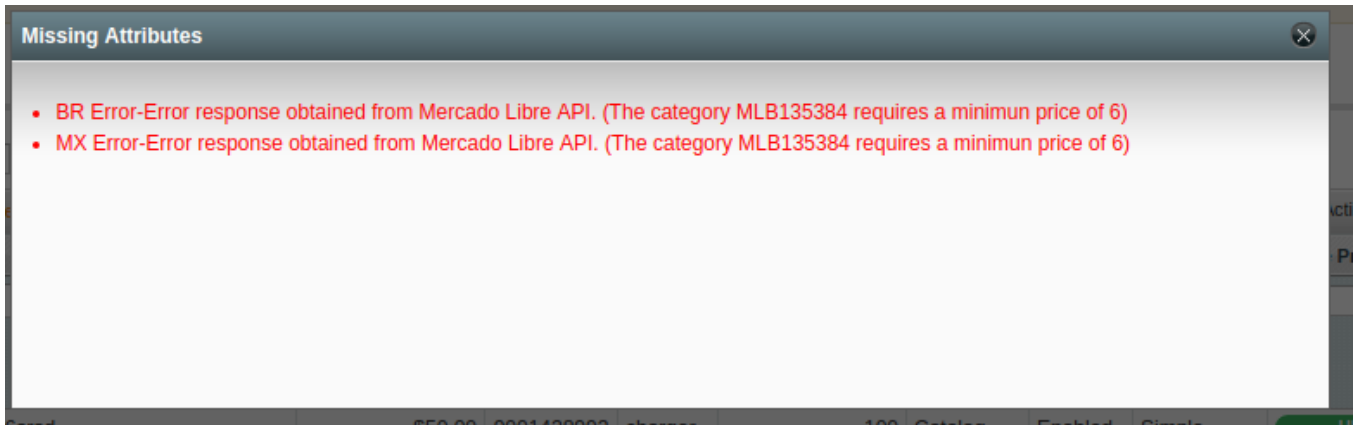 Missing Attributes
BR Error-Error response obtained from Mercado Libre API. (The category MLB135384 requires a minimun price of 6)
MX Error-Error response obtained from Mercado Libre API. (The category MLB135384 requires a minimun price of 6)